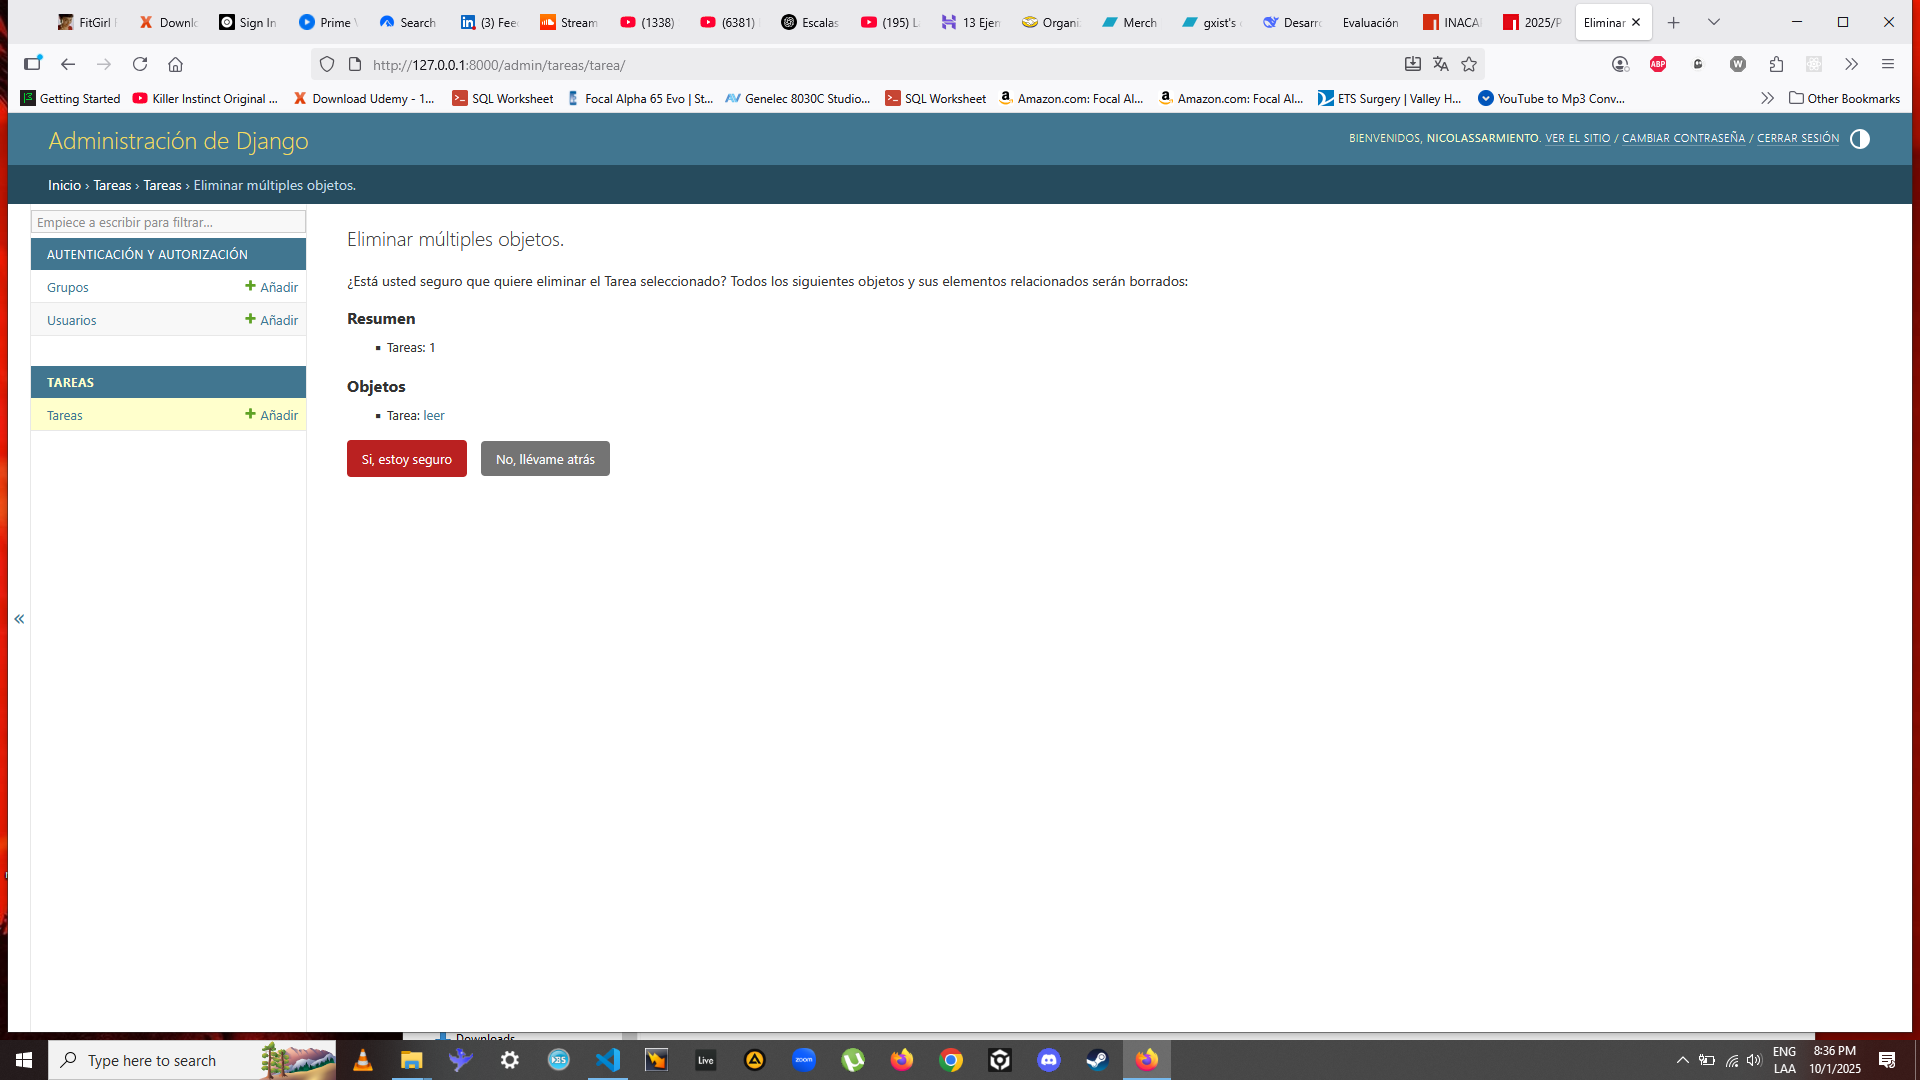 FitGirl
Downlo
Sign In
Prime
Search
(3) Fee
Stream
(1338)
(6381)
Escalas
(195) L
13 Ejem
Organi
Merch
gxist's
Desarr
Evaluación
INACA
2025/P
Eliminar
http://127.0.0.1:8000/admin/tareas/tarea/
ABP
Getting Started
Killer Instinct Original ...
Download Udemy - 1...
SQL Worksheet
Focal Alpha 65 Evo | St...
Genelec 8030C Studio...
SQL Worksheet
Amazon.com: Focal Al...
Amazon.com: Focal Al...
ETS Surgery | Valley H...
YouTube to Mp3 Conv...
Other Bookmarks
Administración de Django
BIENVENIDOS, NICOLASSARMIENTO. VER EL SITIO / CAMBIAR CONTRASEÑA / CERRAR SESIÓN
Inicio › Tareas › Tareas › Eliminar múltiples objetos.
Empiece a escribir para filtrar...
AUTENTICACIÓN Y AUTORIZACIÓN
Grupos
Añadir
Usuarios
Añadir
TAREAS
Tareas
Añadir
Eliminar múltiples objetos.
¿Está usted seguro que quiere eliminar el Tarea seleccionado? Todos los siguientes objetos y sus elementos relacionados serán borrados:
Resumen
Tareas: 1
Objetos
Tarea: leer
Si, estoy seguro
No, llévame atrás
Downloads
Type here to search
Live
zoom
ENG
LAA
8:36 PM
10/1/2025